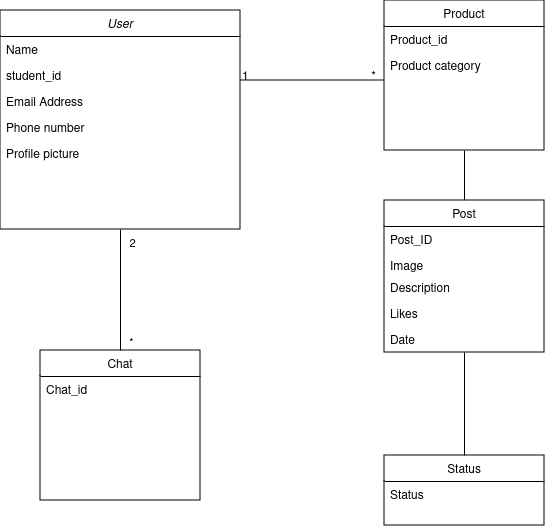 User
Name
student_id
Email Address
Phone number
Profile picture
1
*
Product
Product_id
Product category
Post
Post_ID
Image
Description
Likes
Date
2
*
Chat
Chat_id
Status
Status